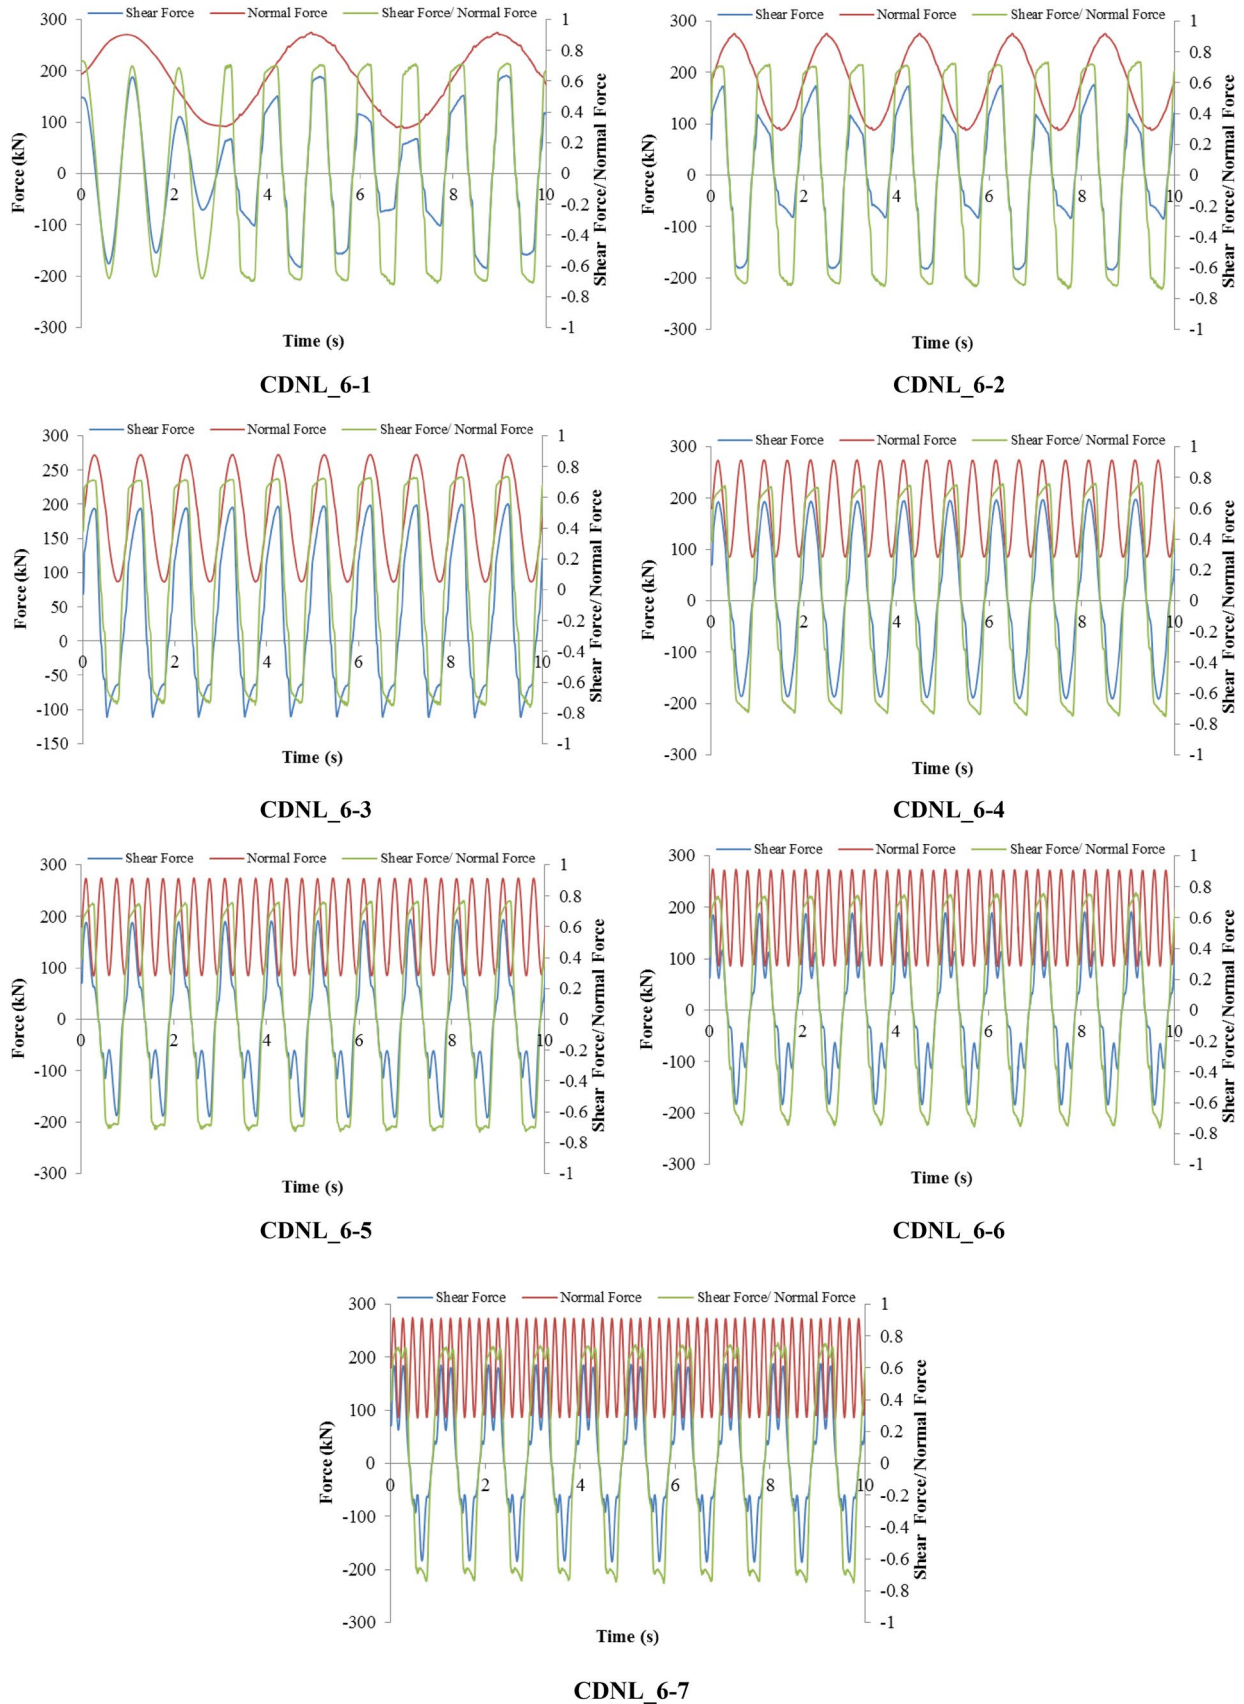 Shear Force Normal Force Shear Force/ Normal Force
300 200 100 0 -100 -200 -300
Force (kN)
0 2 4 6 8 10
1 0.8 0.6 0.4 0.2 0 -0.2 -0.4 -0.6 -0.8 -1
Shear Force/Normal Force
Time (s)
CDNL_6-1
Shear Force Normal Force Shear Force/ Normal Force
300 200 100 0 -100 -200 -300
Force (kN)
0 2 4 6 8 10
1 0.8 0.6 0.4 0.2 0 -0.2 -0.4 -0.6 -0.8 -1
Shear Force/Normal Force
Time (s)
CDNL_6-2
Shear Force Normal Force Shear Force/ Normal Force
300 250 200 150 100 50 0 -50 -100 -150
Force (kN)
0 2 4 6 8 10
1 0.8 0.6 0.4 0.2 0 -0.2 -0.4 -0.6 -0.8 -1
Shear Force/Normal Force
Time (s)
CDNL_6-3
Shear Force Normal Force Shear Force/ Normal Force
300 200 100 0 -100 -200 -300
Force (kN)
0 2 4 6 8 10
1 0.8 0.6 0.4 0.2 0 -0.2 -0.4 -0.6 -0.8 -1
Shear Force/Normal Force
Time (s)
CDNL_6-4
Shear Force Normal Force Shear Force/ Normal Force
300 200 100 0 -100 -200 -300
Force (kN)
0 2 4 6 8 10
1 0.8 0.6 0.4 0.2 0 -0.2 -0.4 -0.6 -0.8 -1
Shear Force/Normal Force
Time (s)
CDNL_6-5
Shear Force Normal Force Shear Force/ Normal Force
300 200 100 0 -100 -200 -300
Force (kN)
0 2 4 6 8 10
1 0.8 0.6 0.4 0.2 0 -0.2 -0.4 -0.6 -0.8 -1
Shear Force/Normal Force
Time (s)
CDNL_6-6
Shear Force Normal Force Shear Force/ Normal Force
300 200 100 0 -100 -200 -300
Force (kN)
0 2 4 6 8 10
1 0.8 0.6 0.4 0.2 0 -0.2 -0.4 -0.6 -0.8 -1
Shear Force/Normal Force
Time (s)
CDNL_6-7